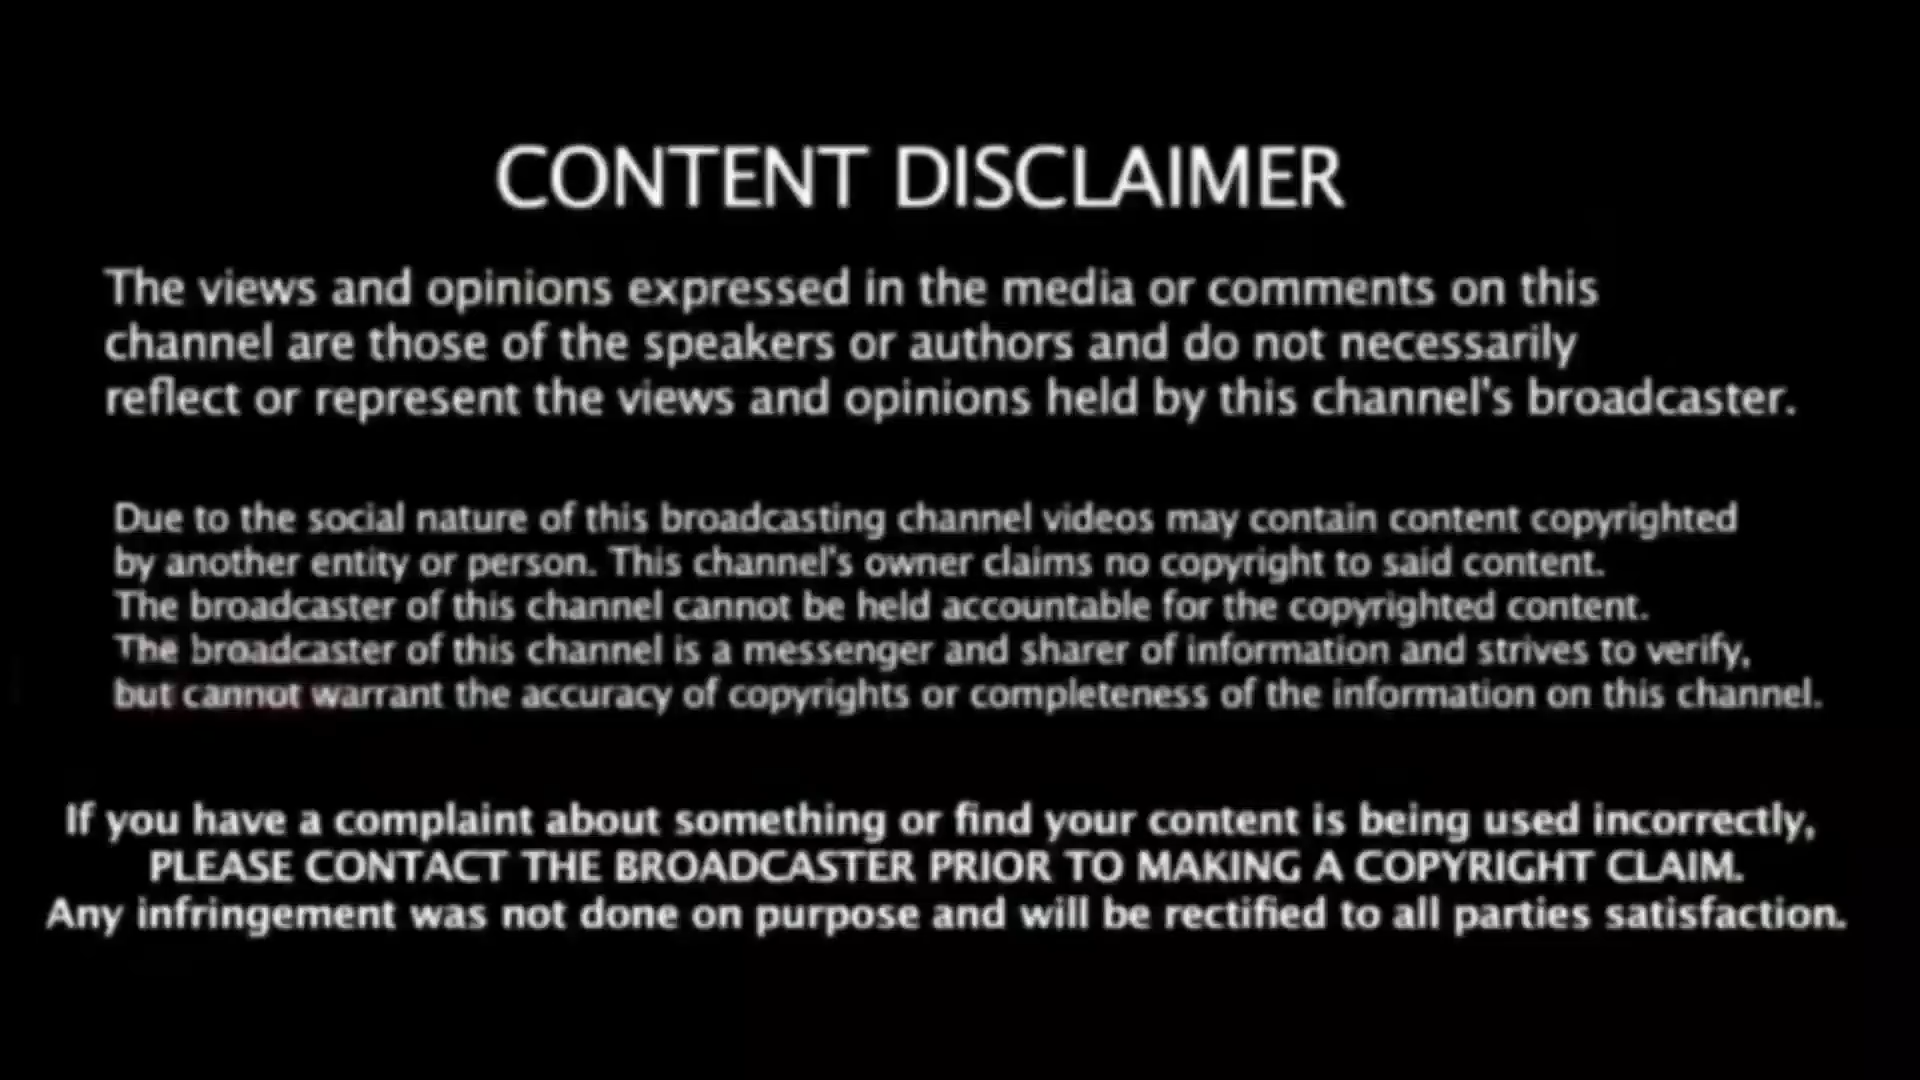 CONTENT DISCLAIMER
The views and opinions expressed in the media or comments on this
channel are those of the speakers or authors and do not necessarily
reflect or represent the views and opinions held by this channel's broadcaster.
Due to the social nature of this broadcasting channel videos may contain content copyrighted
by another entity or person. This channel's owner claims no copyright to said content.
The broadcaster of this channel cannot be held accountable for the copyrighted content.
The broadcaster of this channel is a messenger and sharer of information and strives to verify,
but cannot warrant the accuracy of copyrights or completeness of the information on this channel.
If you have a complaint about something or find your content is being used incorrectly,
PLEASE CONTACT THE BROADCASTER PRIOR TO MAKING A COPYRIGHT CLAIM.
Any infringement was not done on purpose and will be rectified to all parties satisfaction.